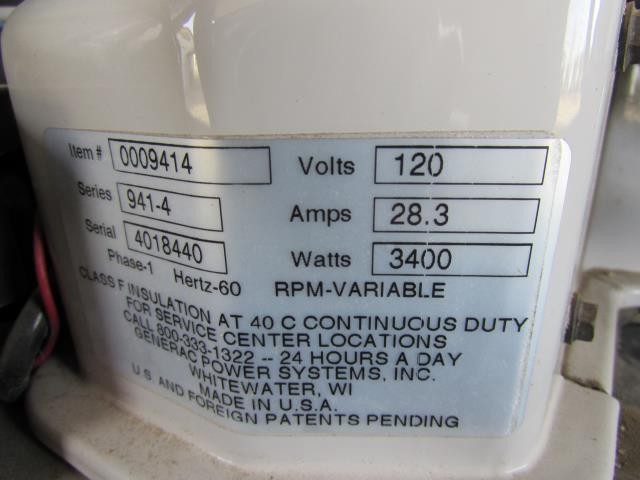 Item # 0009414 Volts 120
Series 941-4 Amps 28.3
Serial 4018440 Watts 3400
Phase-1 Hertz-60 RPM-VARIABLE
CLASS F INSULATION AT 40 C CONTINUOUS DUTY
FOR SERVICE CENTER LOCATIONS
CALL 800-333-1322 -- 24 HOURS A DAY
GENERAC POWER SYSTEMS, INC.
WHITEWATER, WI
MADE IN U.S.A.
U.S. AND FOREIGN PATENTS PENDING